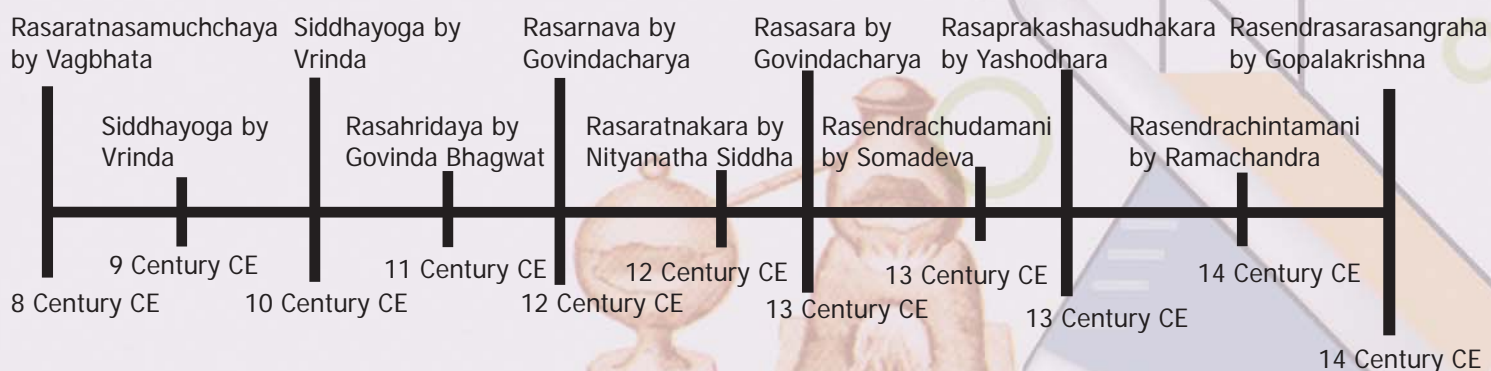 Rasaratnasamuchchaya
by Vagbhata
Siddhayoga by
Vrinda
Rasarnava by
Govindacharya
Rasasara by
Govindacharya
Rasaprakashasudhakara
by Yashodhara
Rasendrasarasangraha
by Gopalakrishna
Siddhayoga by
Vrinda
Rasahridaya by
Govinda Bhagwat
Rasaratnakara by
Nityanatha Siddha
Rasendrachudamani
by Somadeva
Rasendrachintamani
by Ramachandra
9 Century CE
11 Century CE
12 Century CE
13 Century CE
14 Century CE
8 Century CE
10 Century CE
12 Century CE
13 Century CE
13 Century CE
14 Century CE